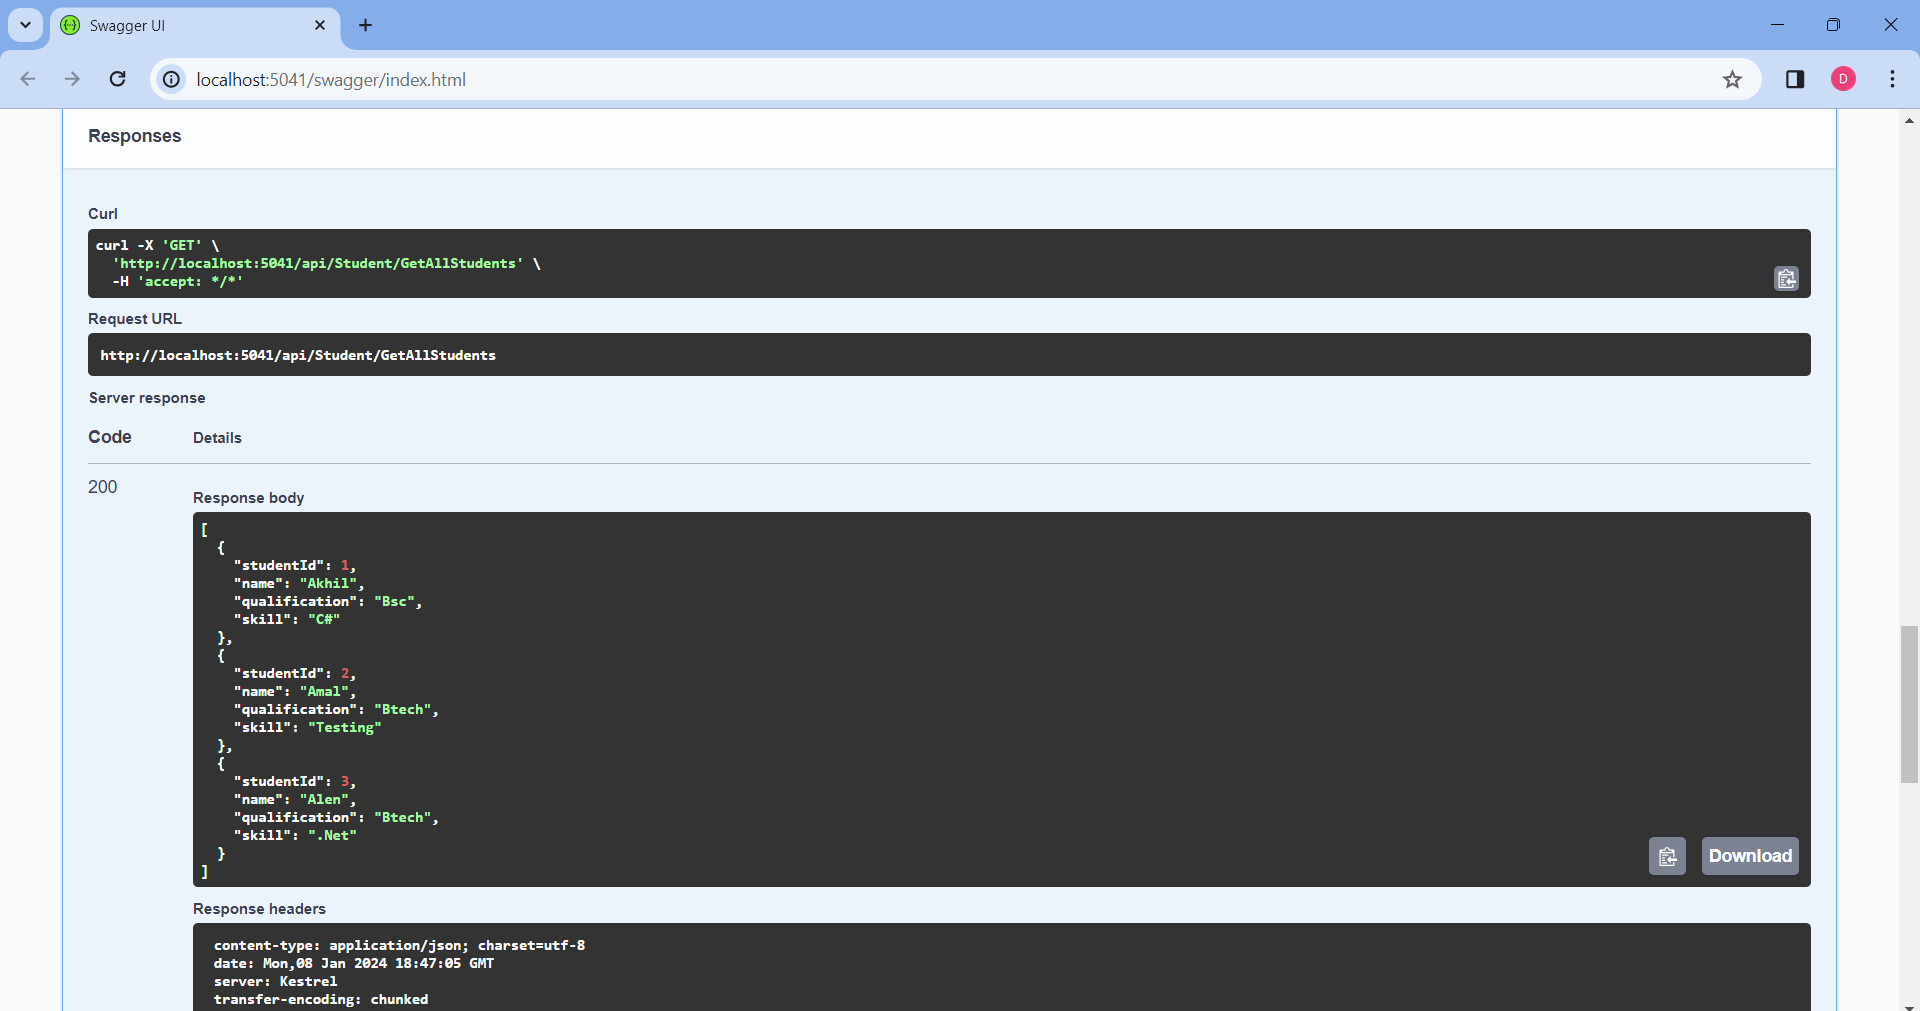 Swagger UI
localhost:5041/swagger/index.html
D
Responses
Curl
curl -X 'GET' \
  'http://localhost:5041/api/Student/GetAllStudents' \
  -H 'accept: */*'
Request URL
http://localhost:5041/api/Student/GetAllStudents
Server response
Code Details
200
Response body
[
  {
    "studentId": 1,
    "name": "Akhil",
    "qualification": "Bsc",
    "skill": "C#"
  },
  {
    "studentId": 2,
    "name": "Amal",
    "qualification": "Btech",
    "skill": "Testing"
  },
  {
    "studentId": 3,
    "name": "Alen",
    "qualification": "Btech",
    "skill": ".Net"
  }
]
Download
Response headers
content-type: application/json; charset=utf-8
date: Mon,08 Jan 2024 18:47:05 GMT
server: Kestrel
transfer-encoding: chunked